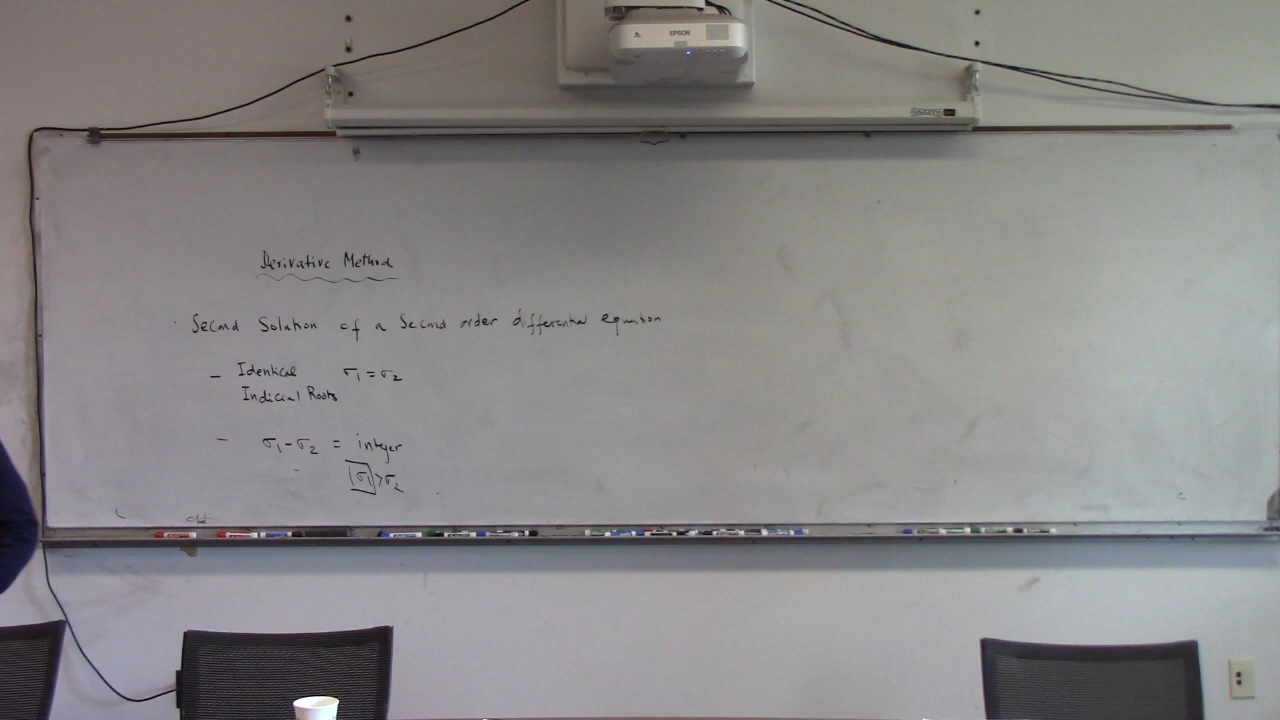 EPSON
Derivative Method
Second Solution of a Second order differential equation
- Identical σ₁ = σ₂
Indicial Roots
- σ₁ - σ₂ = integer
σ₁ > σ₂